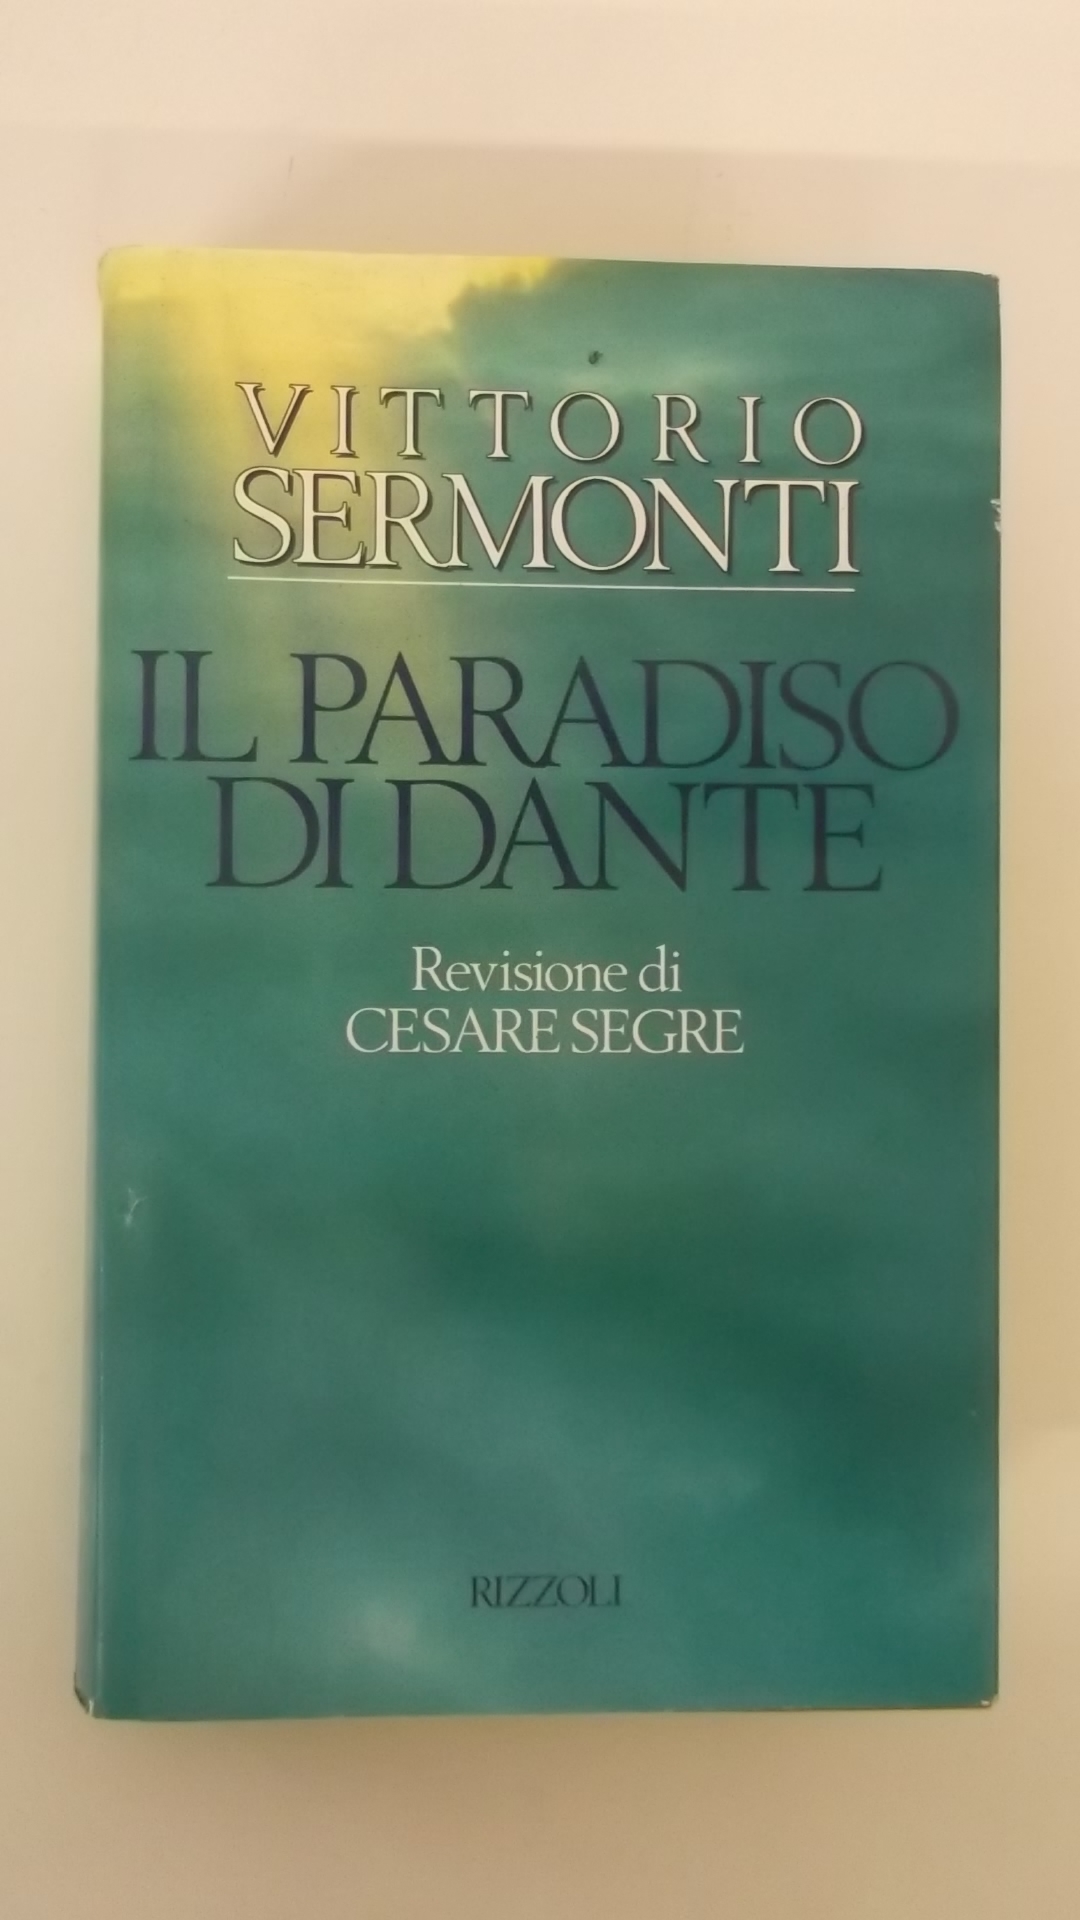 VITTORIO
SERMONTI
IL PARADISO
DI DANTE
Revisione di
CESARE SEGRE
RIZZOLI